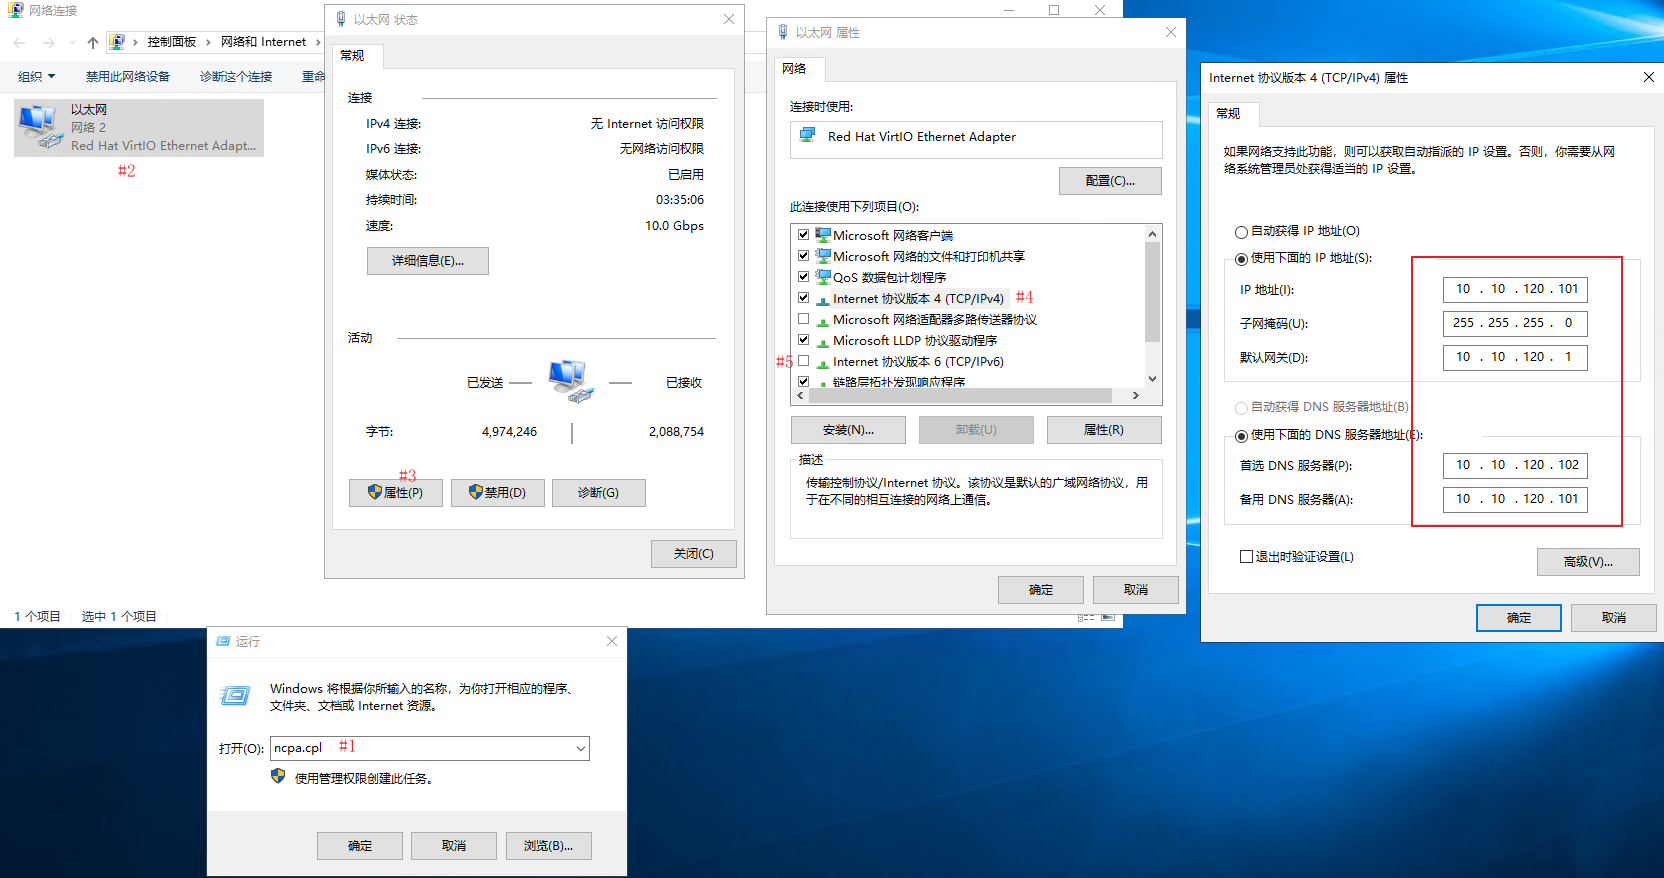 网络连接
控制面板 › 网络和 Internet ›
组织 禁用此网络设备 诊断这个连接 重命
以太网
网络 2
Red Hat VirtIO Ethernet Adapt...
#2
1 个项目 选中 1 个项目
以太网 状态
常规
连接
IPv4 连接: 无 Internet 访问权限
IPv6 连接: 无网络访问权限
媒体状态: 已启用
持续时间: 03:35:06
速度: 10.0 Gbps
详细信息(E)...
活动
已发送 — — 已接收
字节: 4,974,246 | 2,088,754
#3
属性(P) 禁用(D) 诊断(G)
关闭(C)
以太网 属性
网络
连接时使用:
Red Hat VirtIO Ethernet Adapter
配置(C)...
此连接使用下列项目(O):
Microsoft 网络客户端
Microsoft 网络的文件和打印机共享
QoS 数据包计划程序
Internet 协议版本 4 (TCP/IPv4) #4
Microsoft 网络适配器多路传送器协议
Microsoft LLDP 协议驱动程序
#5 Internet 协议版本 6 (TCP/IPv6)
链路层拓扑发现响应程序
安装(N)... 卸载(U) 属性(R)
描述
传输控制协议/Internet 协议。该协议是默认的广域网络协议，用
于在不同的相互连接的网络上通信。
确定 取消
Internet 协议版本 4 (TCP/IPv4) 属性
常规
如果网络支持此功能，则可以获取自动指派的 IP 设置。否则，你需要从网
络系统管理员处获得适当的 IP 设置。
自动获得 IP 地址(O)
使用下面的 IP 地址(S):
IP 地址(I): 10 . 10 . 120 . 101
子网掩码(U): 255 . 255 . 255 . 0
默认网关(D): 10 . 10 . 120 . 1
自动获得 DNS 服务器地址(B)
使用下面的 DNS 服务器地址(E):
首选 DNS 服务器(P): 10 . 10 . 120 . 102
备用 DNS 服务器(A): 10 . 10 . 120 . 101
退出时验证设置(L)
高级(V)...
确定 取消
运行
Windows 将根据你所输入的名称，为你打开相应的程序、
文件夹、文档或 Internet 资源。
打开(O): ncpa.cpl #1
使用管理权限创建此任务。
确定 取消 浏览(B)...